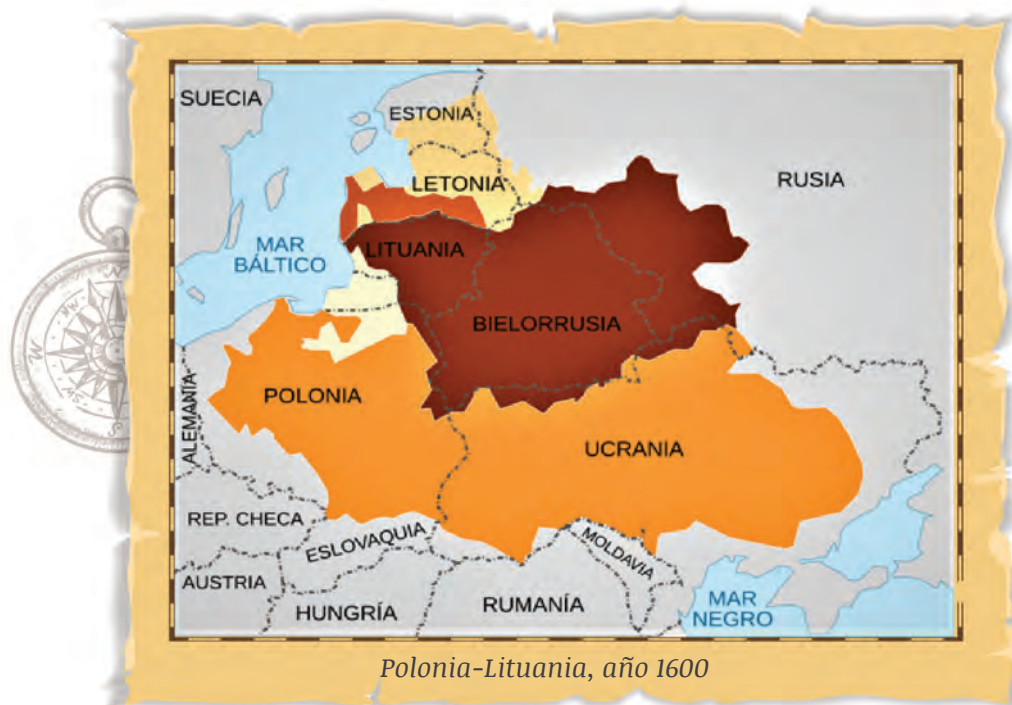 SUECIA
ESTONIA
LETONIA
RUSIA
MAR
BÁLTICO
LITUANIA
BIELORRUSIA
POLONIA
ALEMANIA
UCRANIA
REP. CHECA
ESLOVAQUIA
MOLDAVIA
AUSTRIA
HUNGRÍA
RUMANÍA
MAR
NEGRO
Polonia-Lituania, año 1600